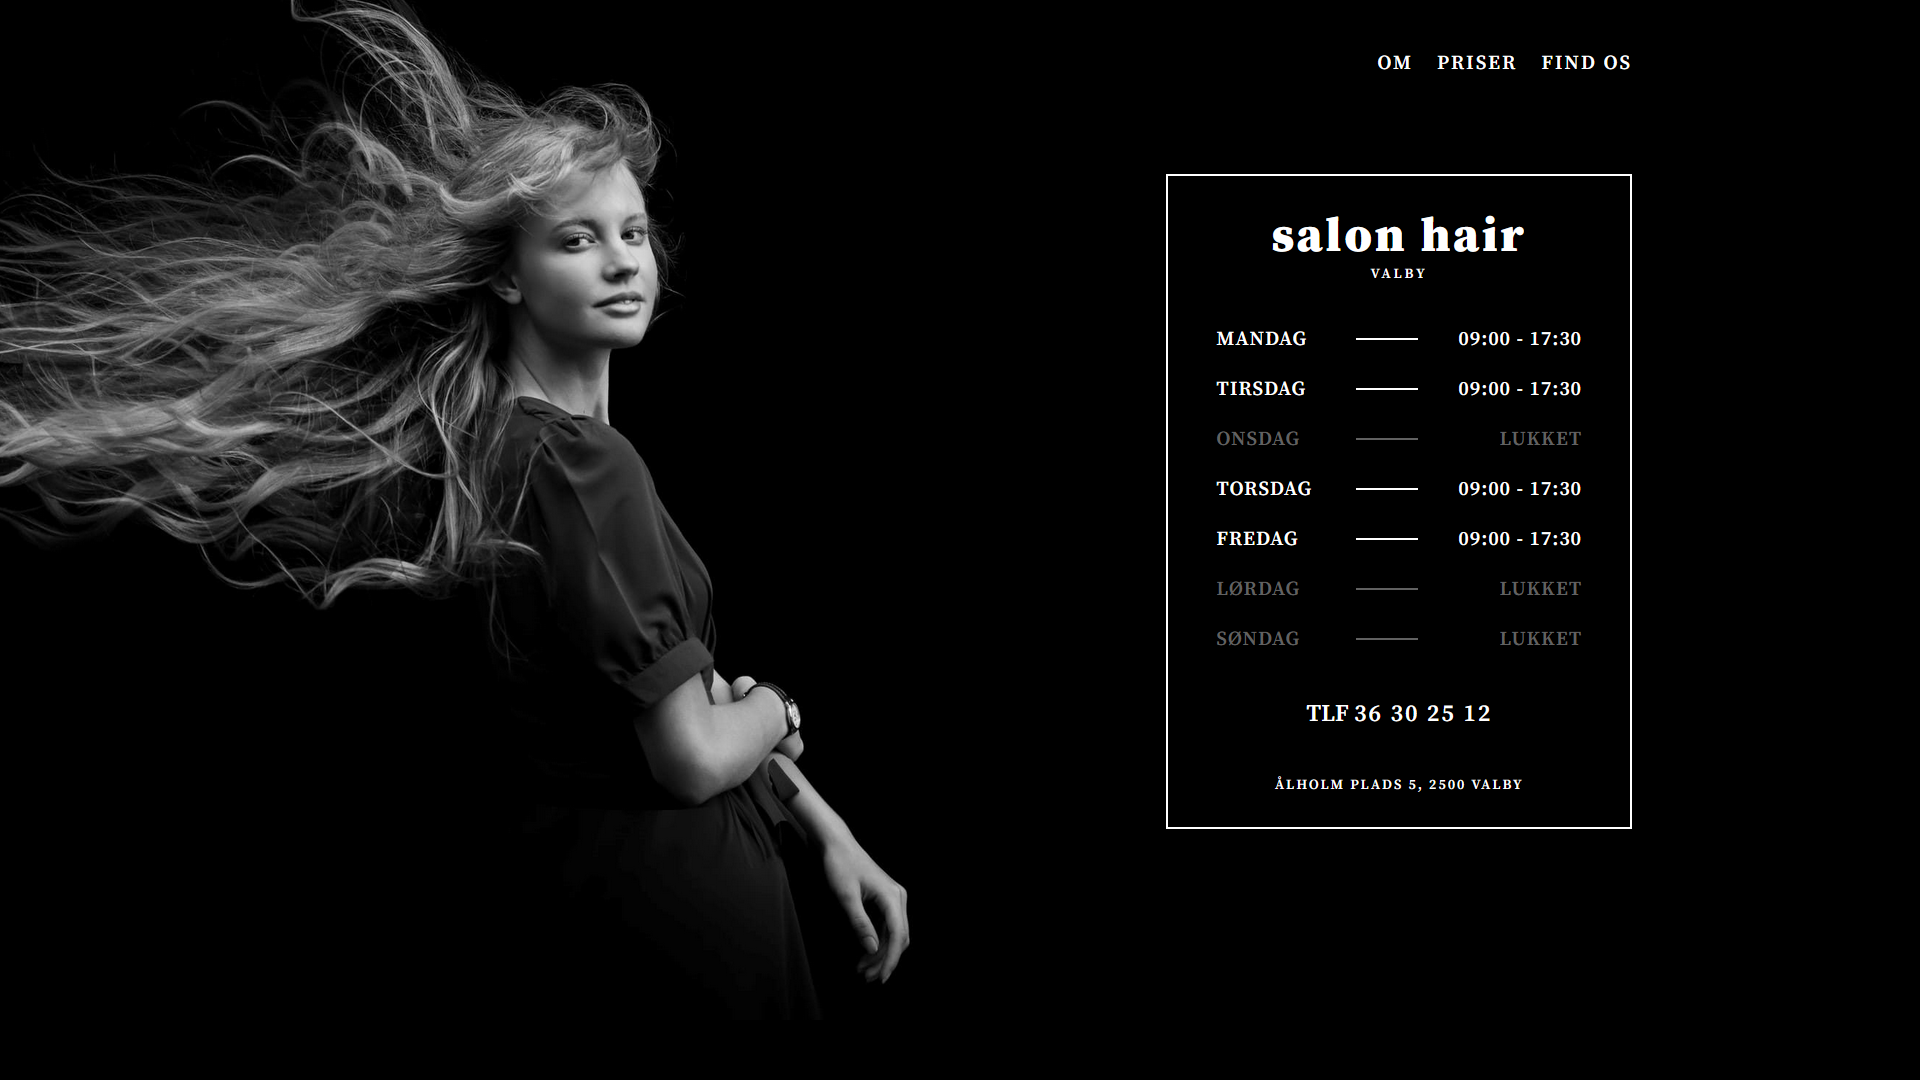 OM PRISER FIND OS
salon hair
VALBY
MANDAG 09:00 - 17:30
TIRSDAG 09:00 - 17:30
ONSDAG LUKKET
TORSDAG 09:00 - 17:30
FREDAG 09:00 - 17:30
LØRDAG LUKKET
SØNDAG LUKKET
TLF 36 30 25 12
ÅLHOLM PLADS 5, 2500 VALBY